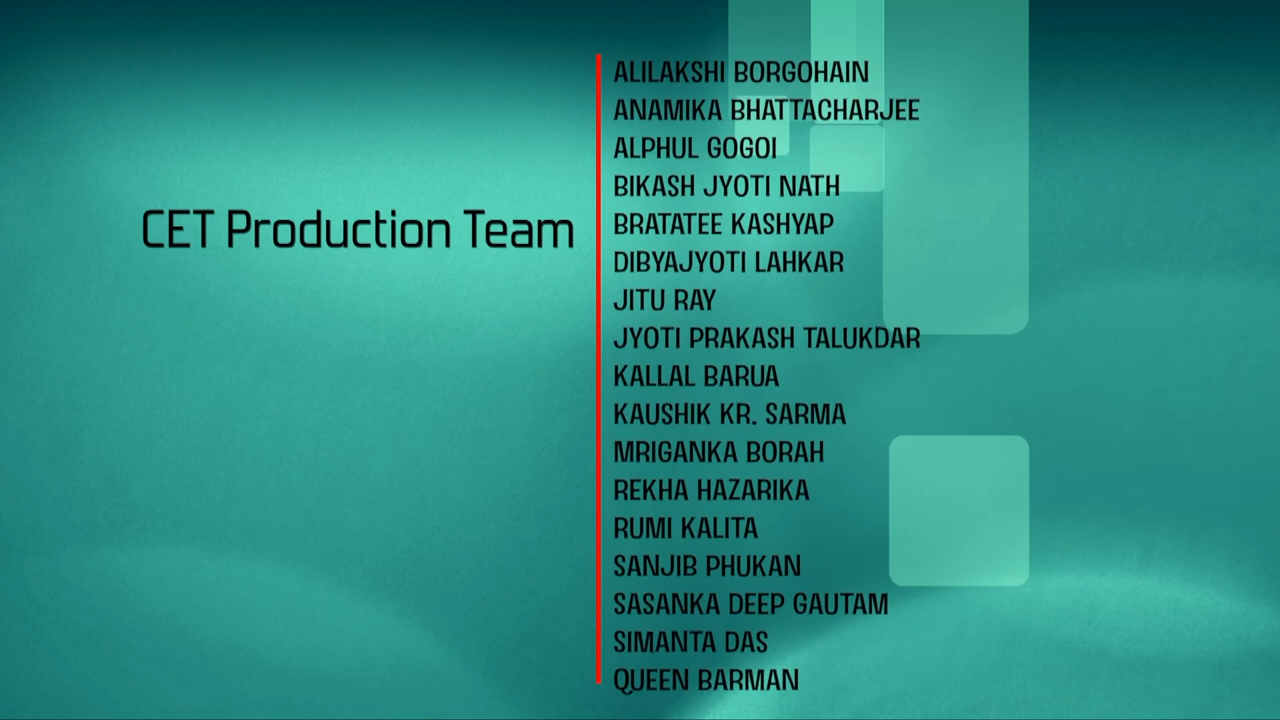 CET Production Team
ALILAKSHI BORGOHAIN
ANAMIKA BHATTACHARJEE
ALPHUL GOGOI
BIKASH JYOTI NATH
BRATATEE KASHYAP
DIBYAJYOTI LAHKAR
JITU RAY
JYOTI PRAKASH TALUKDAR
KALLAL BARUA
KAUSHIK KR. SARMA
MRIGANKA BORAH
REKHA HAZARIKA
RUMI KALITA
SANJIB PHUKAN
SASANKA DEEP GAUTAM
SIMANTA DAS
QUEEN BARMAN